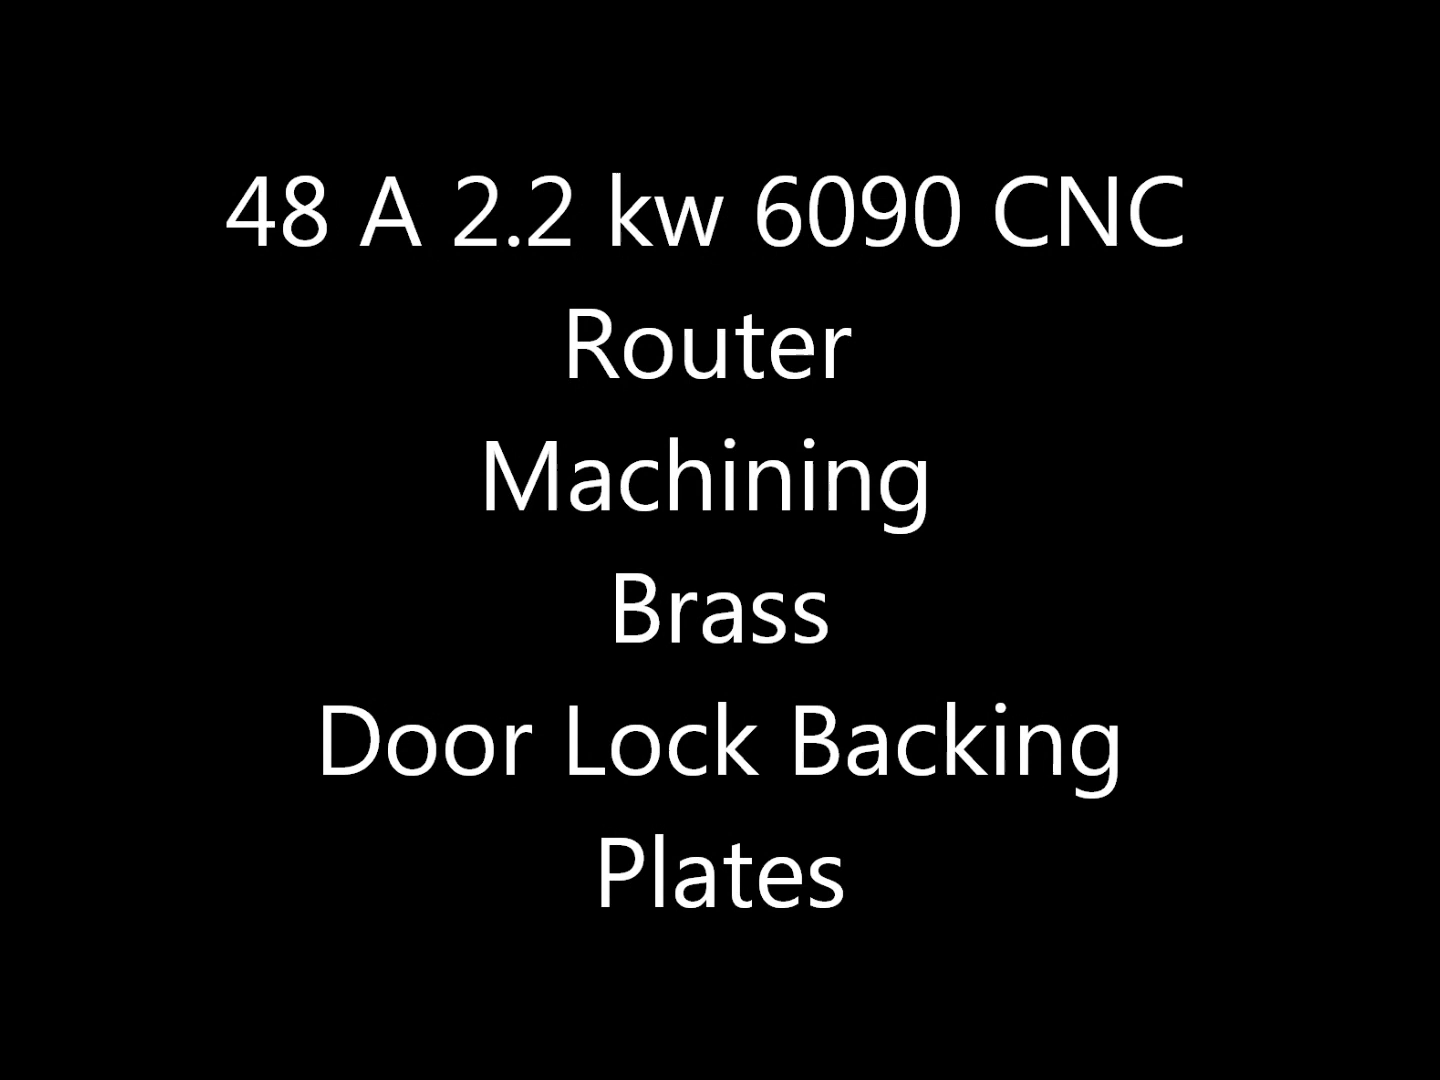 48 A 2.2 kw 6090 CNC
Router
Machining
Brass
Door Lock Backing
Plates